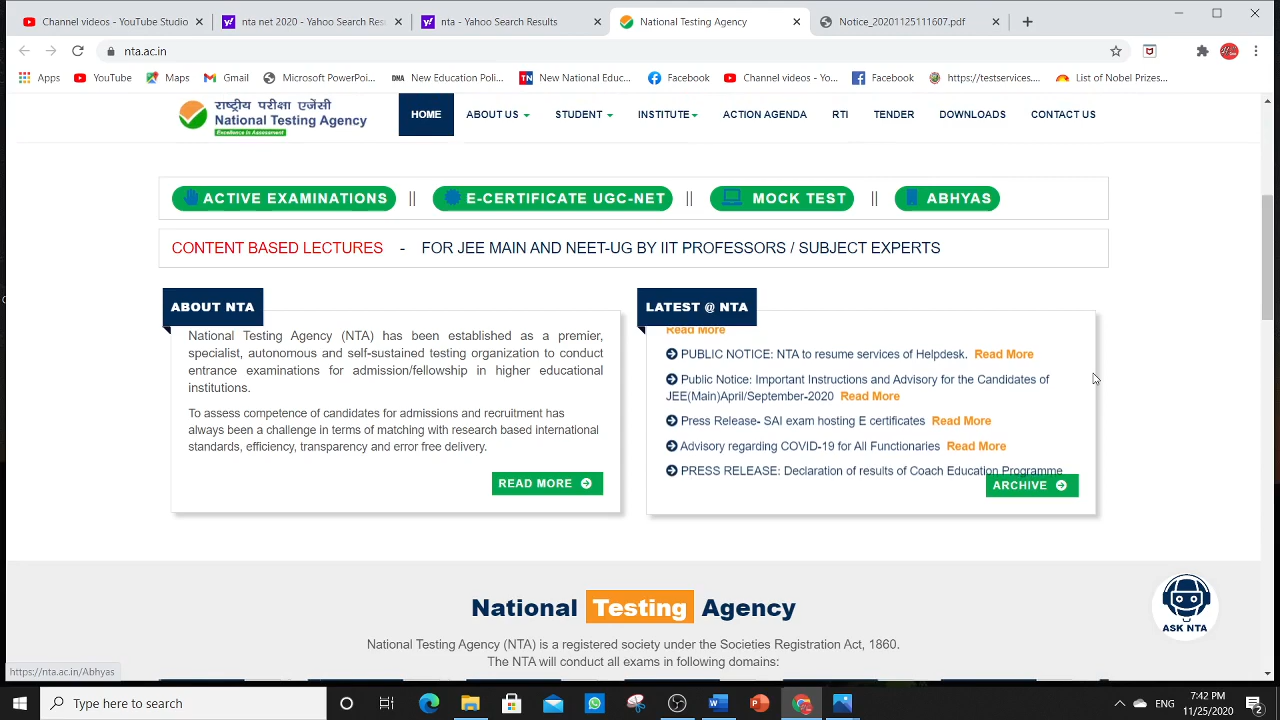 Channel videos - YouTube Studio
nta net 2020 - Yahoo Search Res
nta - Yahoo Search Results
National Testing Agency
Notice_20201125111607.pdf
nta.ac.in
Apps
YouTube
Maps
Gmail
Microsoft PowerPoi...
DNA New Education Poli...
TN New National Educ...
Facebook
Channel videos - Yo...
Facebook
https://testservices....
List of Nobel Prizes...
राष्ट्रीय परीक्षा एजेंसी
National Testing Agency
Excellence in Assessment
HOME
ABOUT US
STUDENT
INSTITUTE
ACTION AGENDA
RTI
TENDER
DOWNLOADS
CONTACT US
ACTIVE EXAMINATIONS || E-CERTIFICATE UGC-NET || MOCK TEST || ABHYAS
CONTENT BASED LECTURES - FOR JEE MAIN AND NEET-UG BY IIT PROFESSORS / SUBJECT EXPERTS
ABOUT NTA
National Testing Agency (NTA) has been established as a premier,
specialist, autonomous and self-sustained testing organization to conduct
entrance examinations for admission/fellowship in higher educational
institutions.
To assess competence of candidates for admissions and recruitment has
always been a challenge in terms of matching with research based international
standards, efficiency, transparency and error free delivery.
READ MORE
LATEST @ NTA
Read More
PUBLIC NOTICE: NTA to resume services of Helpdesk. Read More
Public Notice: Important Instructions and Advisory for the Candidates of
JEE(Main)April/September-2020 Read More
Press Release- SAI exam hosting E certificates Read More
Advisory regarding COVID-19 for All Functionaries Read More
PRESS RELEASE: Declaration of results of Coach Education Programme
ARCHIVE
National Testing Agency
National Testing Agency (NTA) is a registered society under the Societies Registration Act, 1860.
The NTA will conduct all exams in following domains:
ASK NTA
https://nta.ac.in/Abhyas
Type here to search
7:42 PM
11/25/2020
2